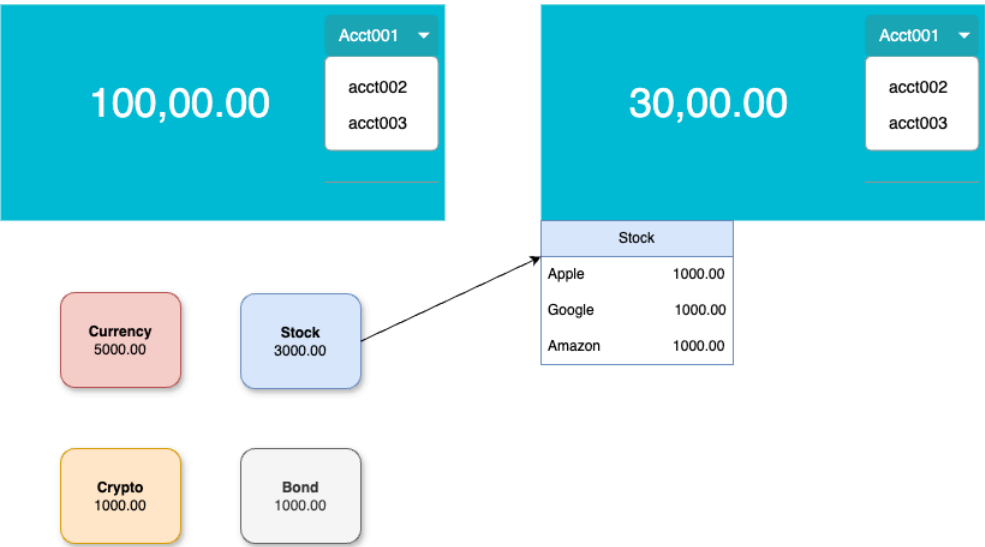 Acct001
100,00.00
acct002
acct003
Acct001
30,00.00
acct002
acct003
Stock
Apple 1000.00
Google 1000.00
Amazon 1000.00
Currency
5000.00
Stock
3000.00
Crypto
1000.00
Bond
1000.00